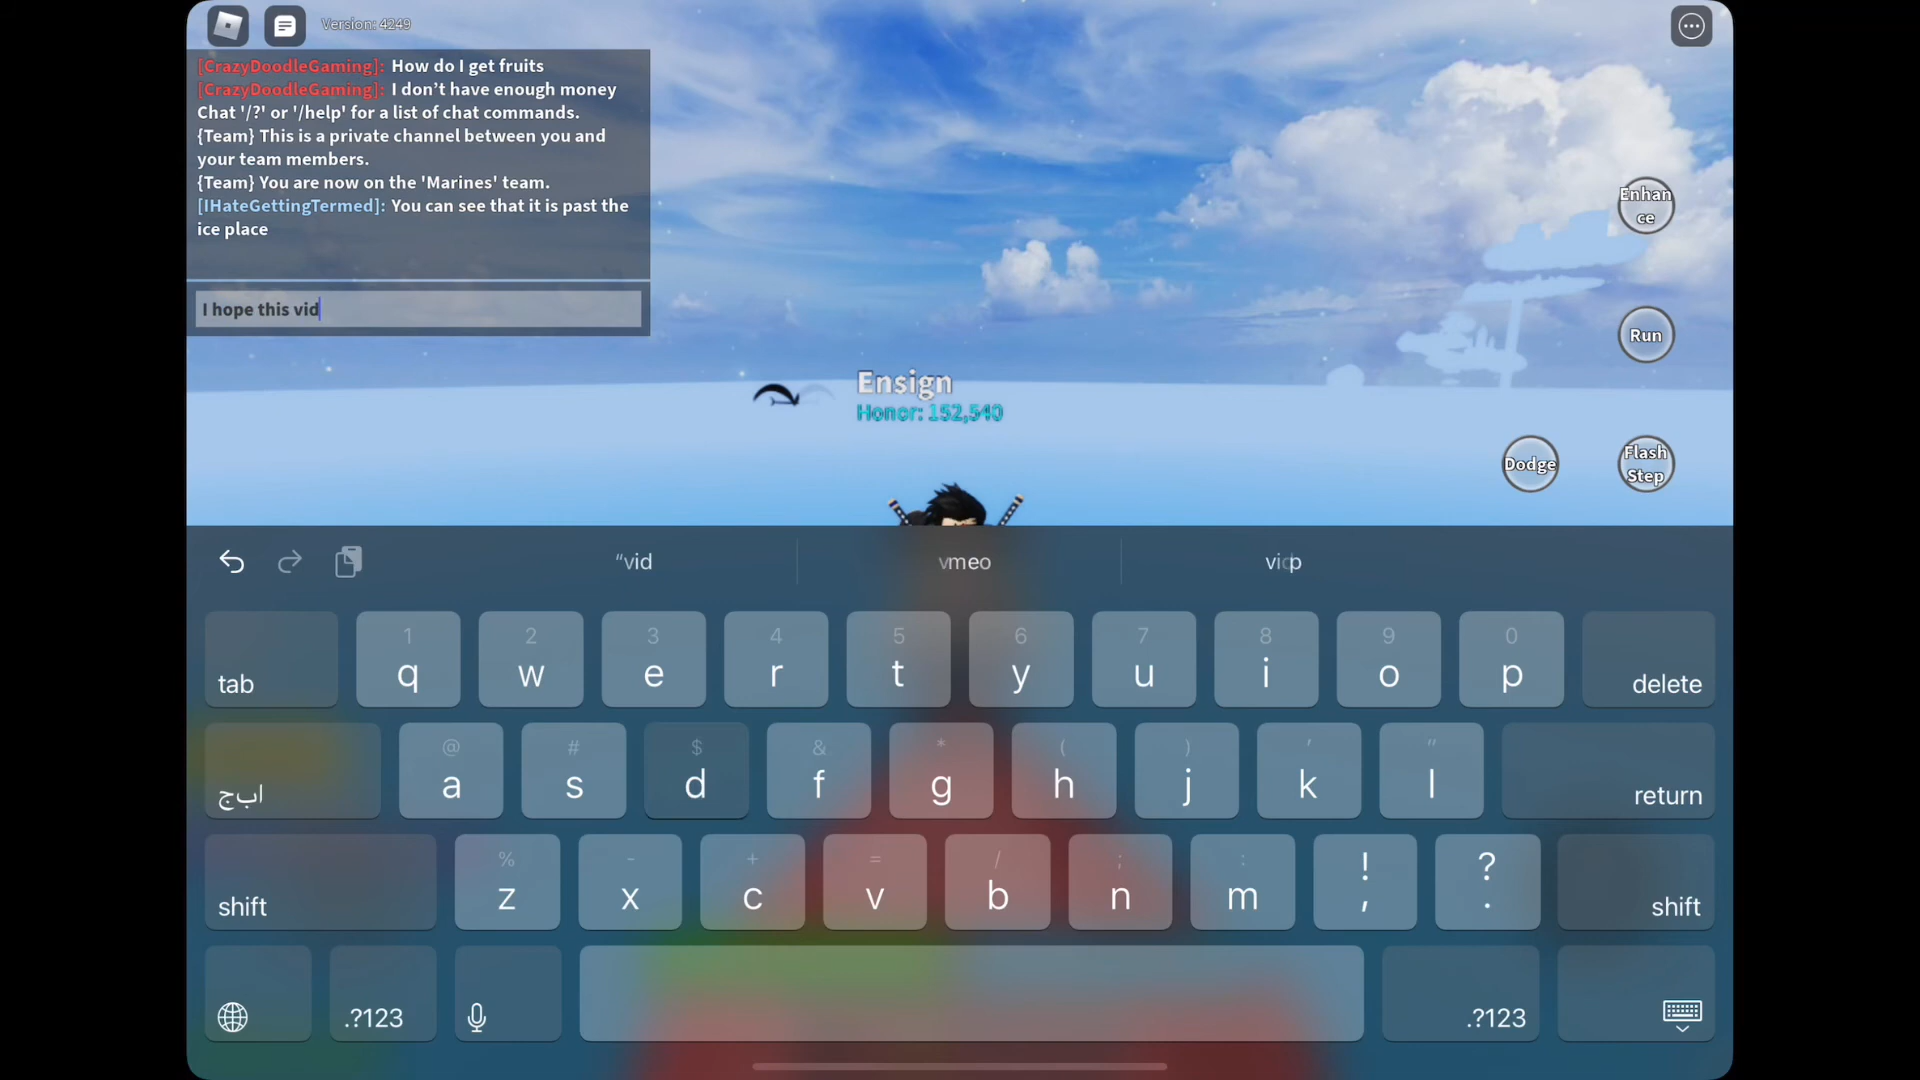 Version: 4249
[CrazyDoodleGaming]: How do I get fruits
[CrazyDoodleGaming]: I don’t have enough money
Chat '/?' or '/help' for a list of chat commands.
{Team} This is a private channel between you and
your team members.
{Team} You are now on the 'Marines' team.
[IHateGettingTermed]: You can see that it is past the
ice place
I hope this vid
Enhan
ce
Run
Ensign
Honor: 152,540
Dodge
Flash
Step
“vid
tab
1 2 3 4 5 6 7 8 9 0
q w e r t y u i o p
delete
@ # $ & * ( ) ' "
ابج
a s d f g h j k l
return
% - + = / ; : ! ?
shift
z x c v b n m , .
shift
.?123
.?123